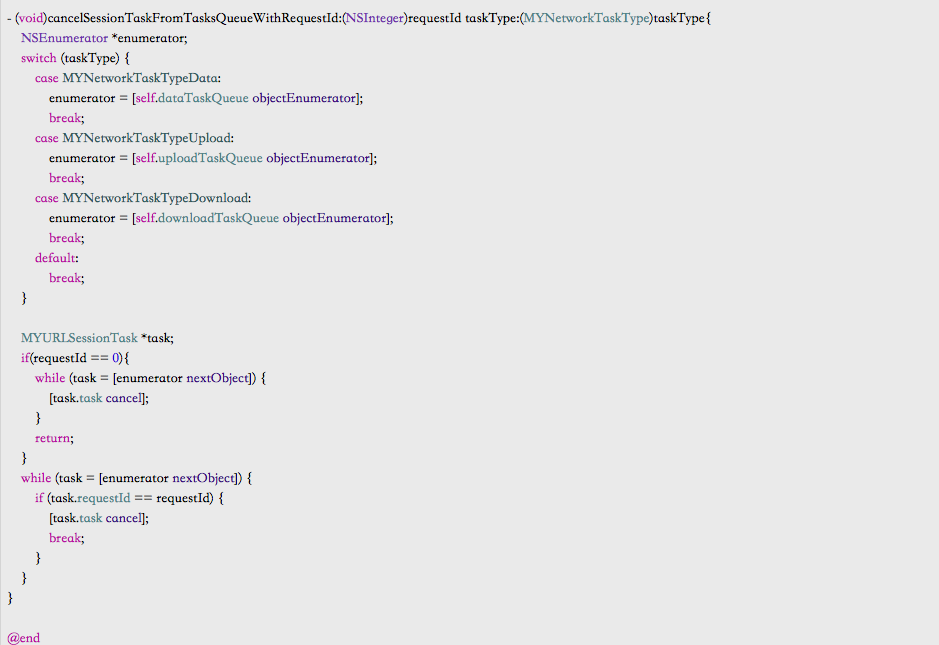 - (void)cancelSessionTaskFromTasksQueueWithRequestId:(NSInteger)requestId taskType:(MYNetworkTaskType)taskType{
NSEnumerator *enumerator;
switch (taskType) {
case MYNetworkTaskTypeData:
enumerator = [self.dataTaskQueue objectEnumerator];
break;
case MYNetworkTaskTypeUpload:
enumerator = [self.uploadTaskQueue objectEnumerator];
break;
case MYNetworkTaskTypeDownload:
enumerator = [self.downloadTaskQueue objectEnumerator];
break;
default:
break;
}
MYURLSessionTask *task;
if(requestId == 0){
while (task = [enumerator nextObject]) {
[task.task cancel];
}
return;
}
while (task = [enumerator nextObject]) {
if (task.requestId == requestId) {
[task.task cancel];
break;
}
}
}
@end